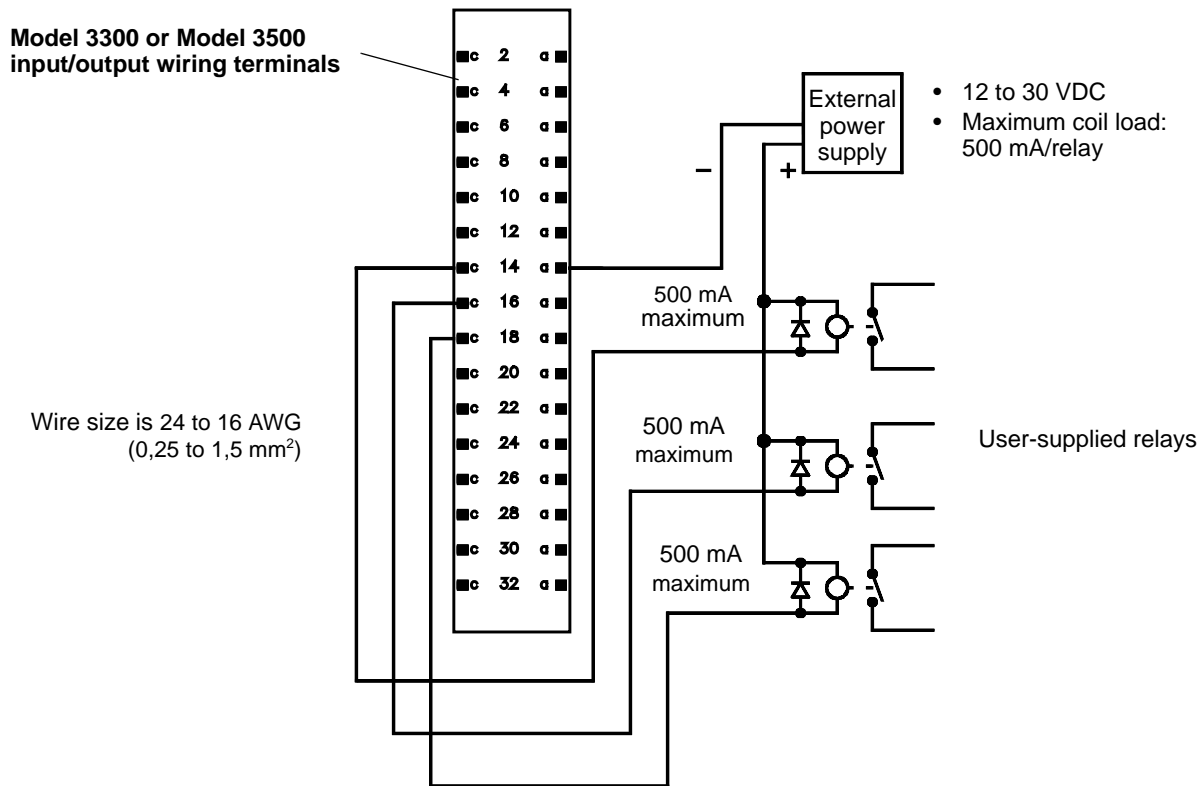 Model 3300 or Model 3500
input/output wiring terminals
c 2 a
c 4 a
c 6 a
c 8 a
c 10 a
c 12 a
c 14 a
c 16 a
c 18 a
c 20 a
c 22 a
c 24 a
c 26 a
c 28 a
c 30 a
c 32 a
External
power
supply
– +
• 12 to 30 VDC
• Maximum coil load:
500 mA/relay
500 mA
maximum
500 mA
maximum
500 mA
maximum
Wire size is 24 to 16 AWG
(0,25 to 1,5 mm²)
User-supplied relays